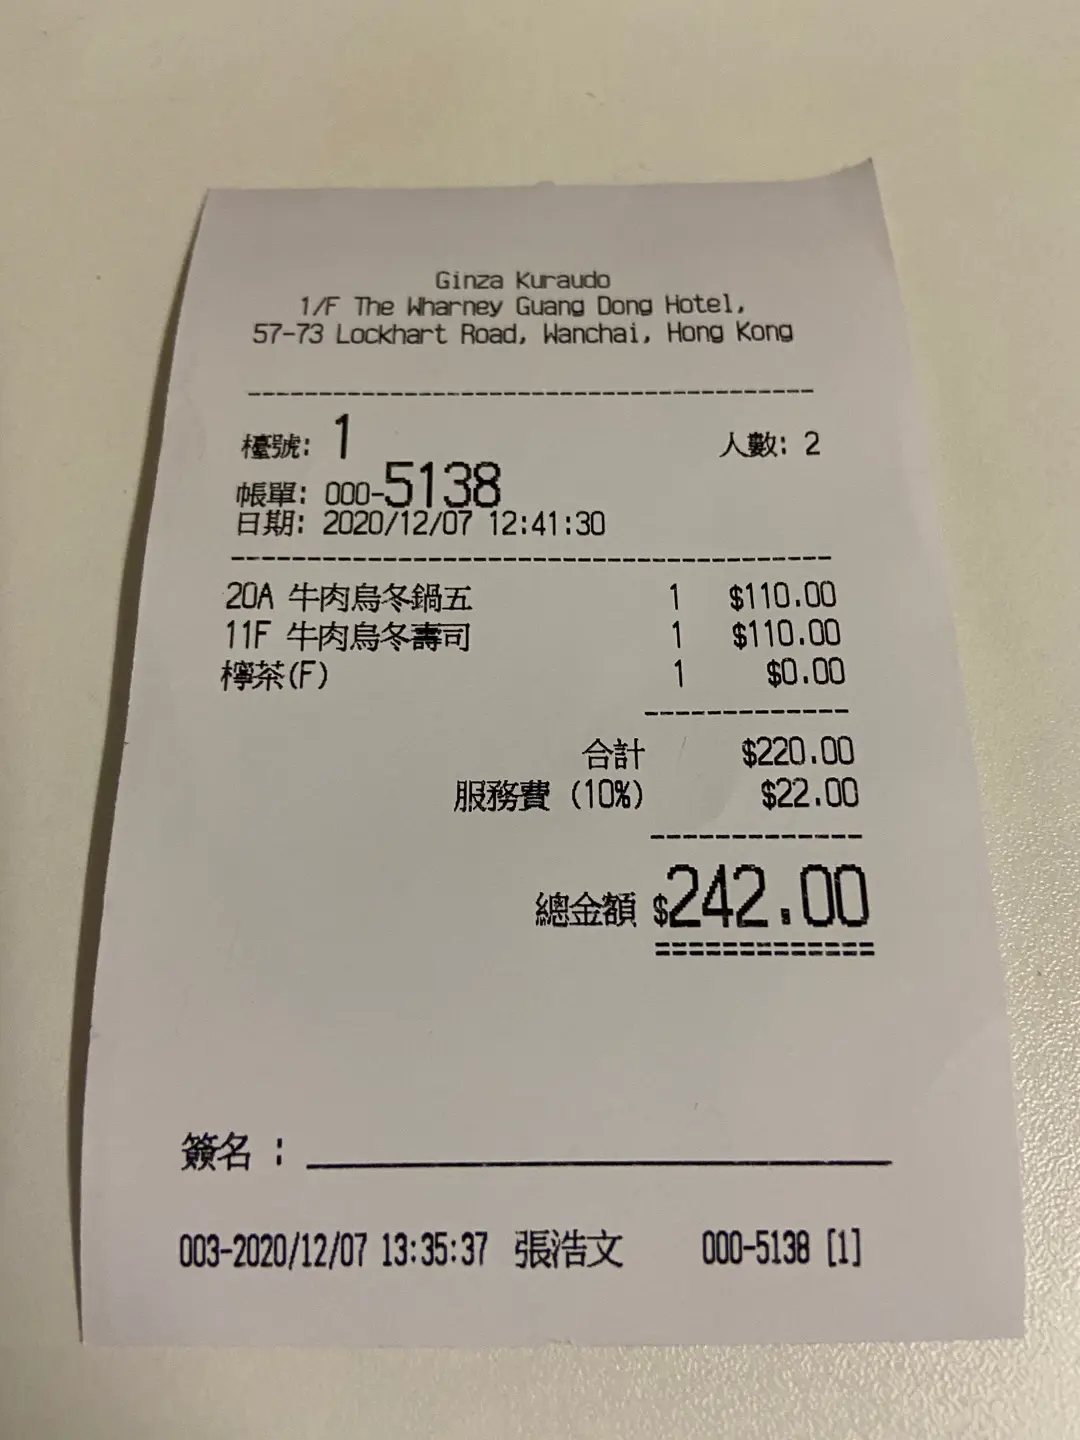 Ginza Kuraudo
1/F The Wharney Guang Dong Hotel,
57-73 Lockhart Road, Wanchai, Hong Kong
檯號: 1 人數: 2
帳單: 000-5138
日期: 2020/12/07 12:41:30
20A 牛肉烏冬鍋五 1 $110.00
11F 牛肉烏冬壽司 1 $110.00
檸茶(F) 1 $0.00
合計 $220.00
服務費 (10%) $22.00
總金額 $242.00
簽名 :
003-2020/12/07 13:35:37 張浩文 000-5138 [1]